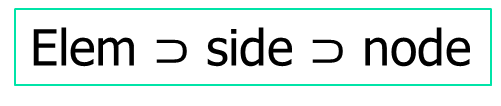 Elem ⊃ side ⊃ node